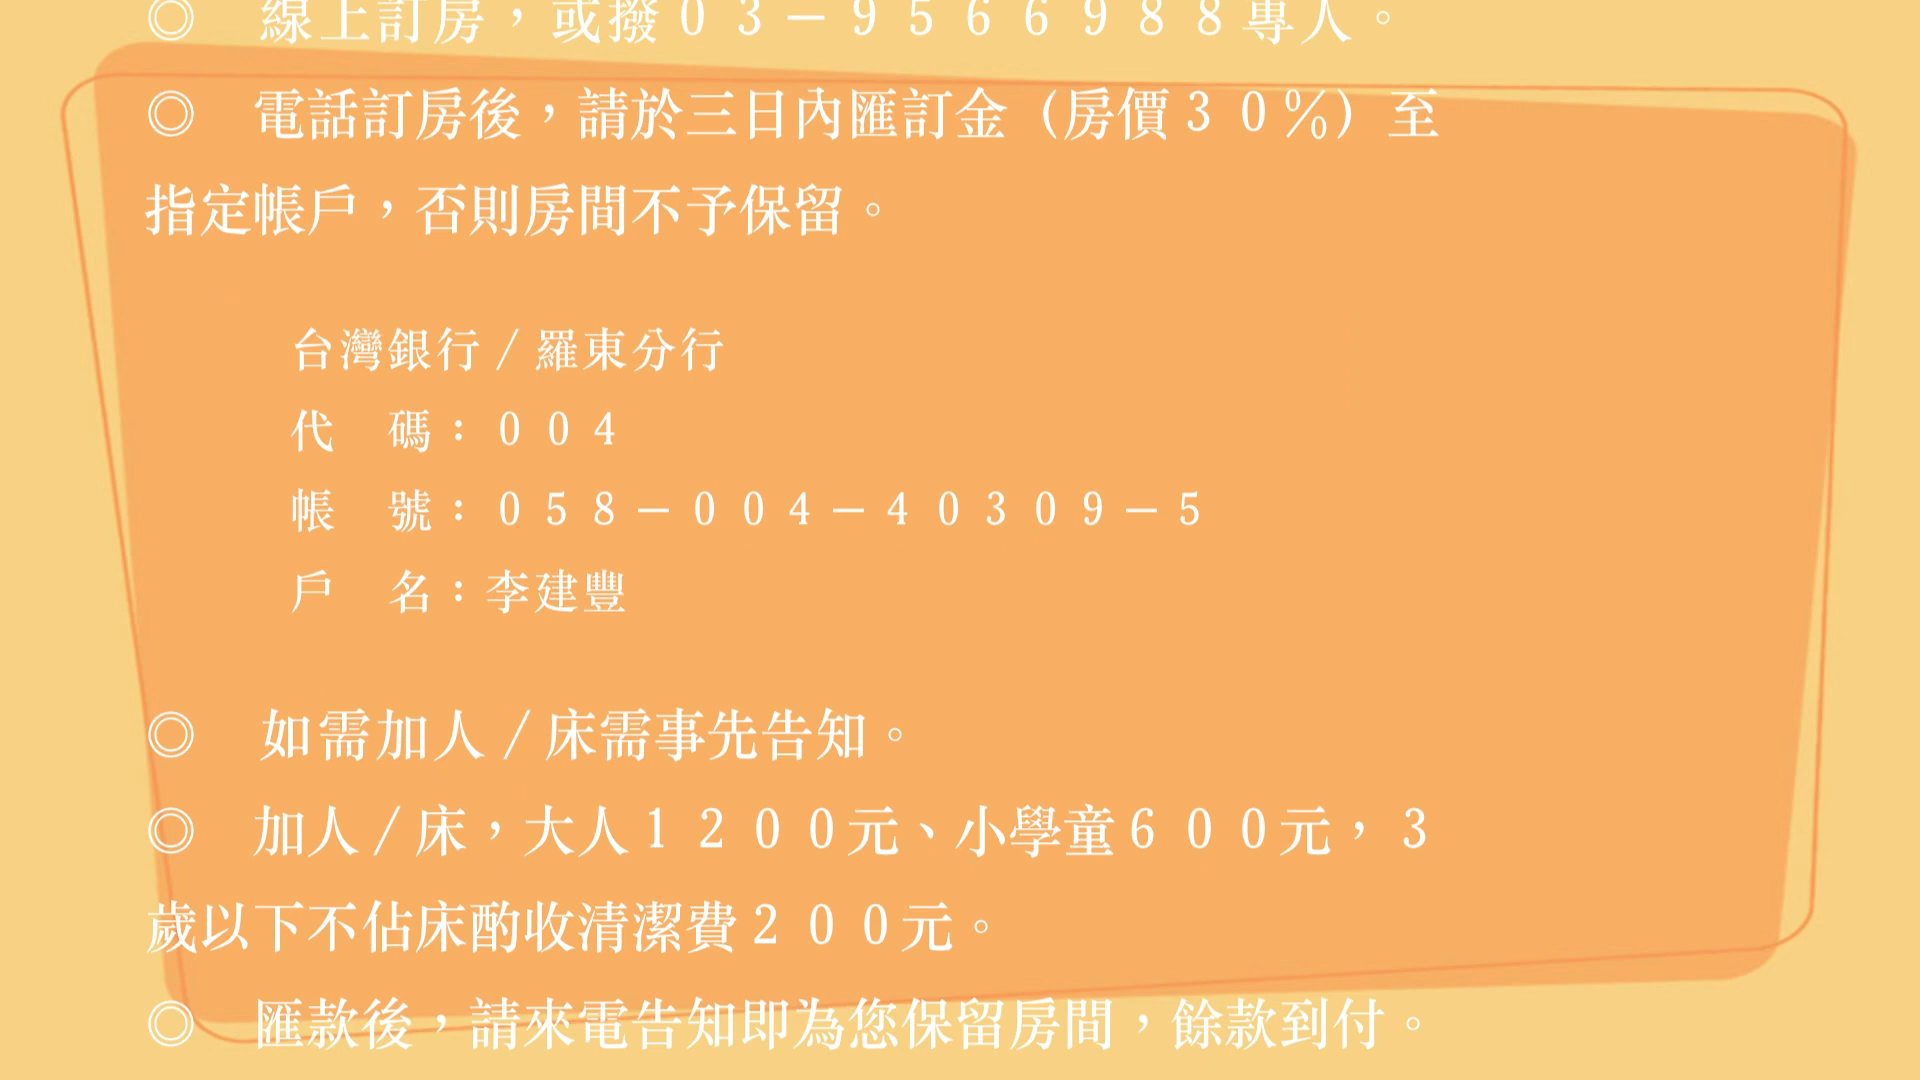 ◎　線上訂房，或撥０３－９５６６９８８專人。
◎　電話訂房後，請於三日內匯訂金（房價３０％）至
指定帳戶，否則房間不予保留。
台灣銀行／羅東分行
代　碼：００４
帳　號：０５８－００４－４０３０９－５
戶　名：李建豐
◎　如需加人／床需事先告知。
◎　加人／床，大人１２００元、小學童６００元，３
歲以下不佔床酌收清潔費２００元。
◎　匯款後，請來電告知即為您保留房間，餘款到付。